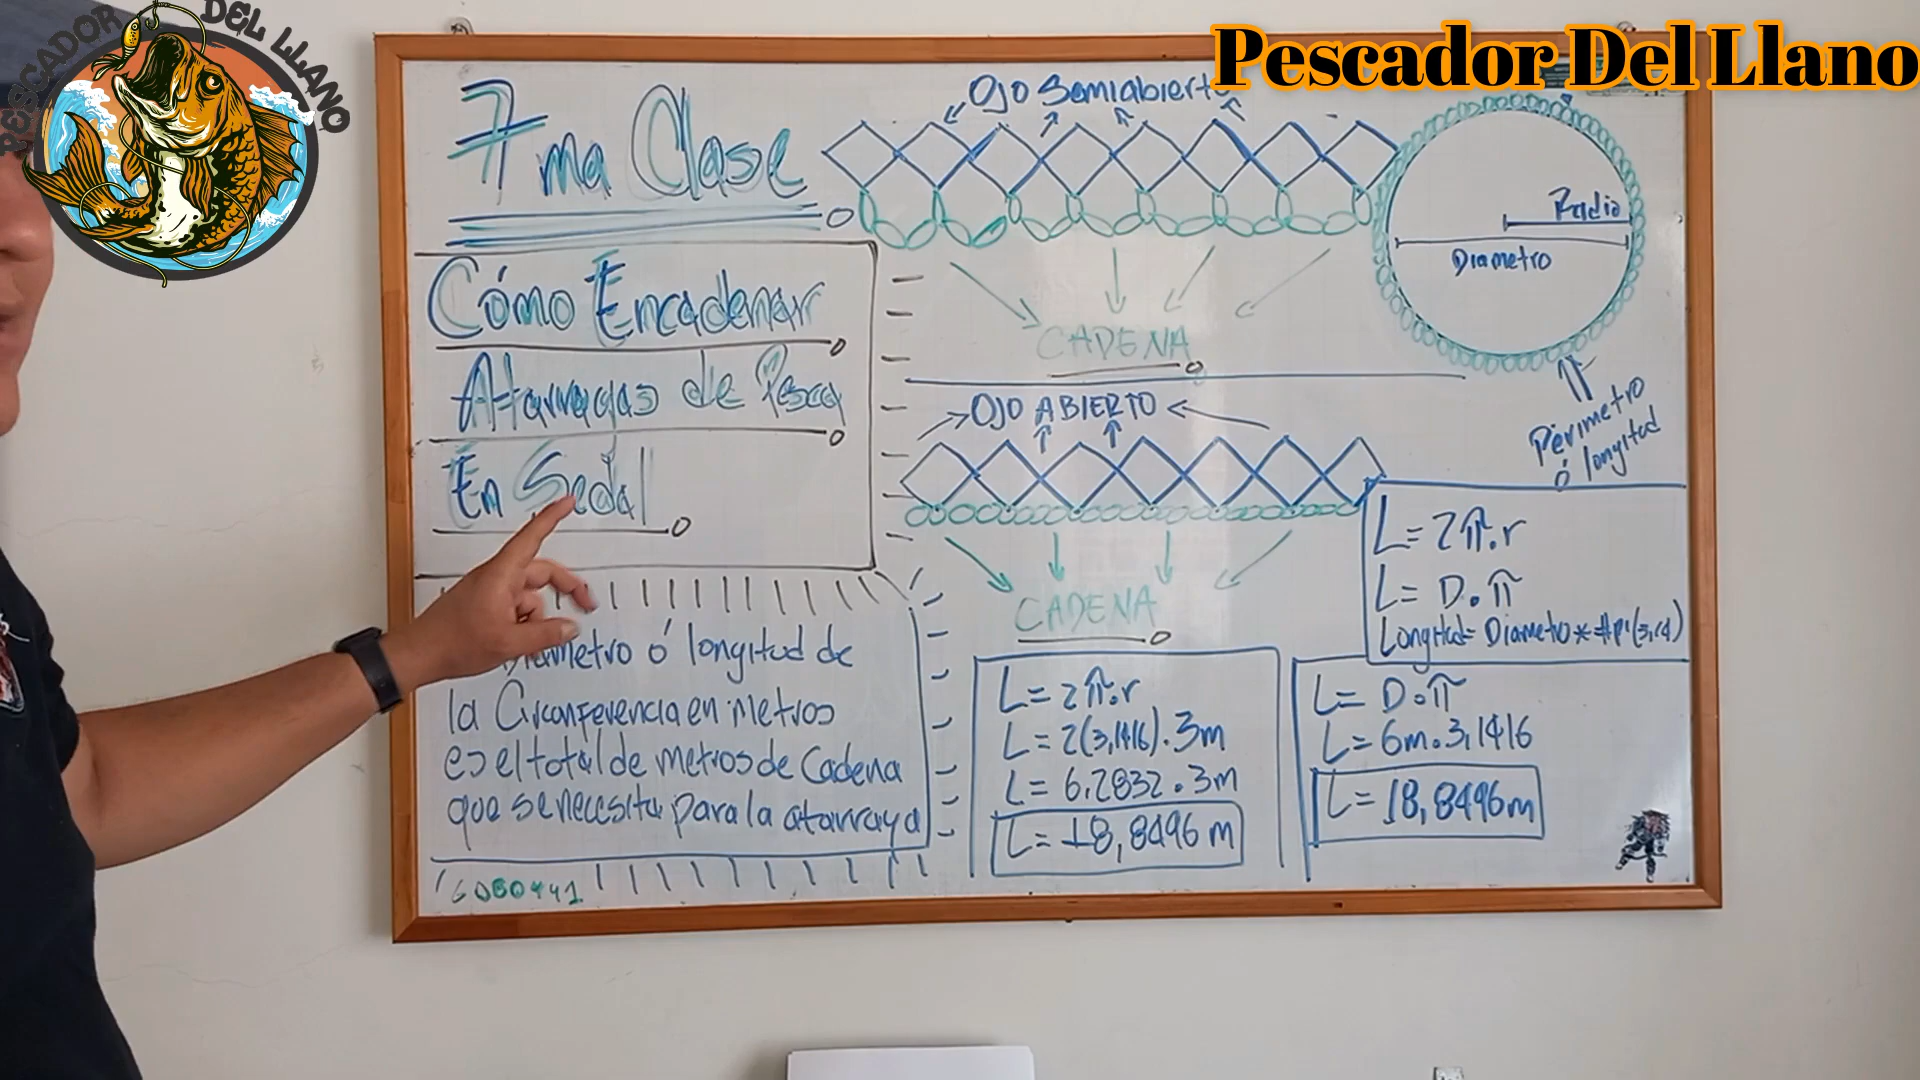 PESCADOR DEL LLANO
Pescador Del Llano
7ma Clase
Cómo Encadenar
Atarrayas de Pesca
En Sedal
Diametro ó longitud de
la Circonferencia en Metros
es el total de metros de Cadena
que se necesita para la atarraya
Ojo Semiabierto
CADENA
OJO ABIERTO
CADENA
Radio
Diametro
Perimetro
ó longitud
L= 2π.r
L= D.π
Longitud= Diametro * #pi(3,14)
L= 2π.r
L= 2(3,1416).3m
L= 6,2832.3m
L= 18,8496 m
L= D.π
L= 6m.3,1416
L= 18,8496m